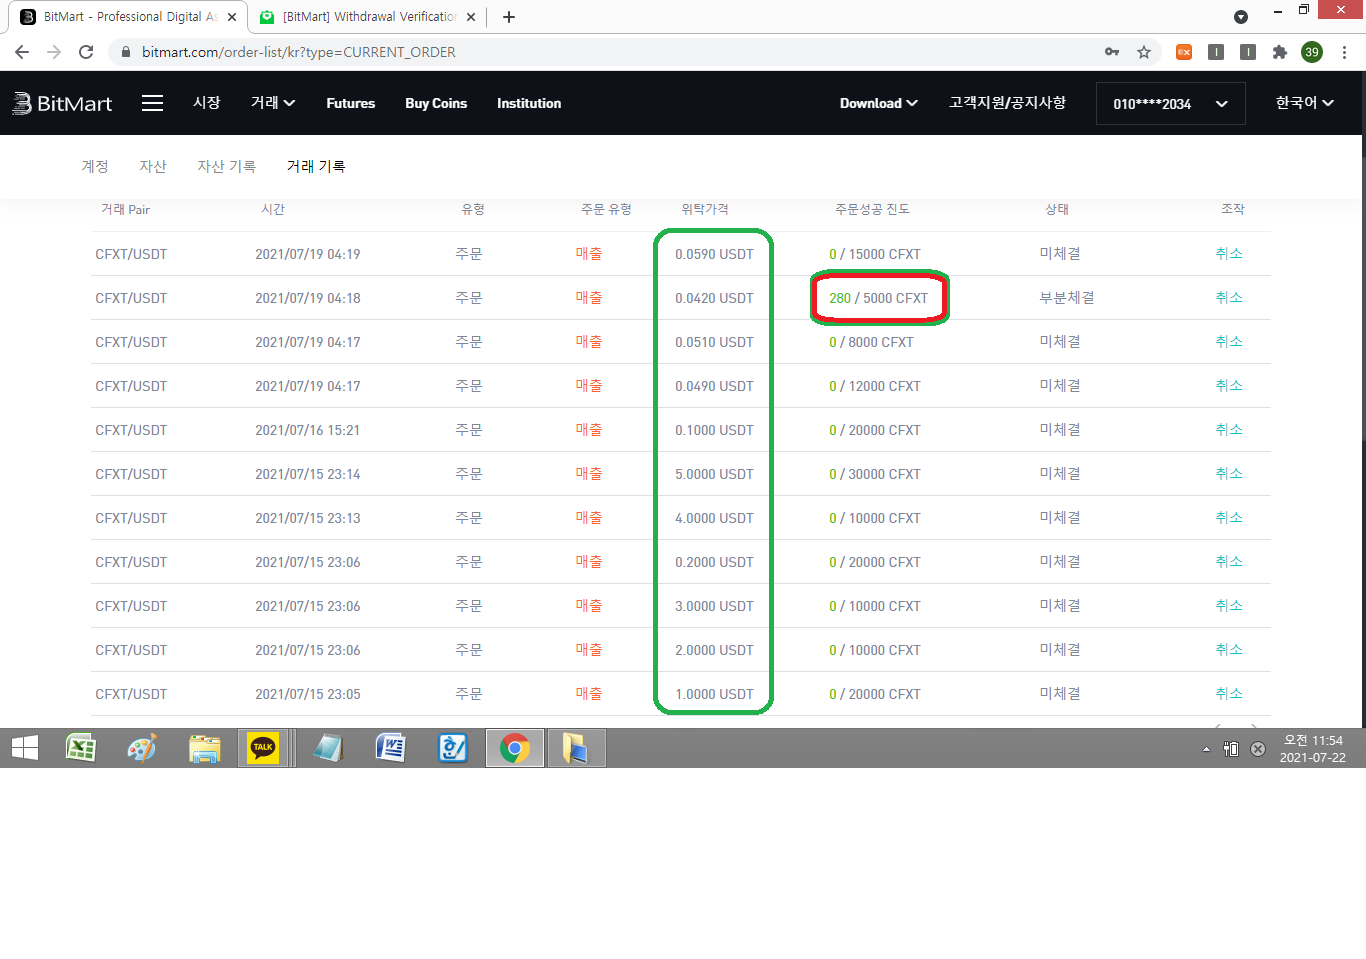 BitMart - Professional Digital As
[BitMart] Withdrawal Verification
bitmart.com/order-list/kr?type=CURRENT_ORDER
39
BitMart 시장 거래 Futures Buy Coins Institution Download 고객지원/공지사항 010****2034 한국어
계정 자산 자산 기록 거래 기록
거래 Pair 시간 유형 주문 유형 위탁가격 주문성공 진도 상태 조작
CFXT/USDT 2021/07/19 04:19 주문 매출 0.0590 USDT 0 / 15000 CFXT 미체결 취소
CFXT/USDT 2021/07/19 04:18 주문 매출 0.0420 USDT 280 / 5000 CFXT 부분체결 취소
CFXT/USDT 2021/07/19 04:17 주문 매출 0.0510 USDT 0 / 8000 CFXT 미체결 취소
CFXT/USDT 2021/07/19 04:17 주문 매출 0.0490 USDT 0 / 12000 CFXT 미체결 취소
CFXT/USDT 2021/07/16 15:21 주문 매출 0.1000 USDT 0 / 20000 CFXT 미체결 취소
CFXT/USDT 2021/07/15 23:14 주문 매출 5.0000 USDT 0 / 30000 CFXT 미체결 취소
CFXT/USDT 2021/07/15 23:13 주문 매출 4.0000 USDT 0 / 10000 CFXT 미체결 취소
CFXT/USDT 2021/07/15 23:06 주문 매출 0.2000 USDT 0 / 20000 CFXT 미체결 취소
CFXT/USDT 2021/07/15 23:06 주문 매출 3.0000 USDT 0 / 10000 CFXT 미체결 취소
CFXT/USDT 2021/07/15 23:06 주문 매출 2.0000 USDT 0 / 10000 CFXT 미체결 취소
CFXT/USDT 2021/07/15 23:05 주문 매출 1.0000 USDT 0 / 20000 CFXT 미체결 취소
TALK
오전 11:54
2021-07-22